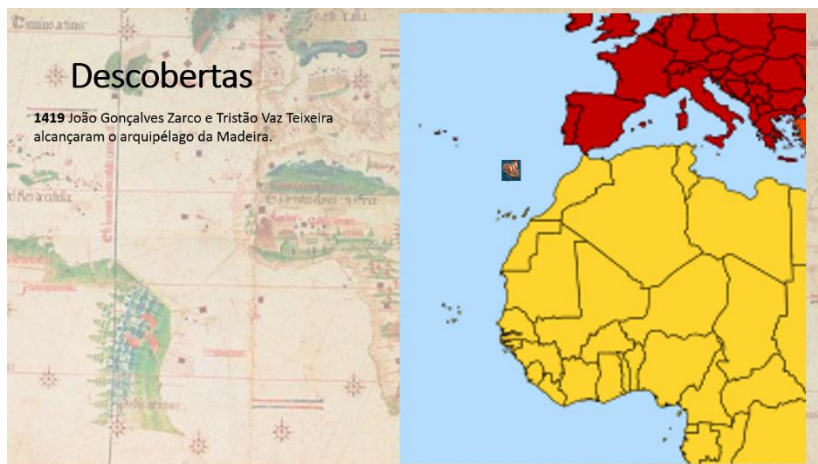 Descobertas
1419 João Gonçalves Zarco e Tristão Vaz Teixeira
alcançaram o arquipélago da Madeira.